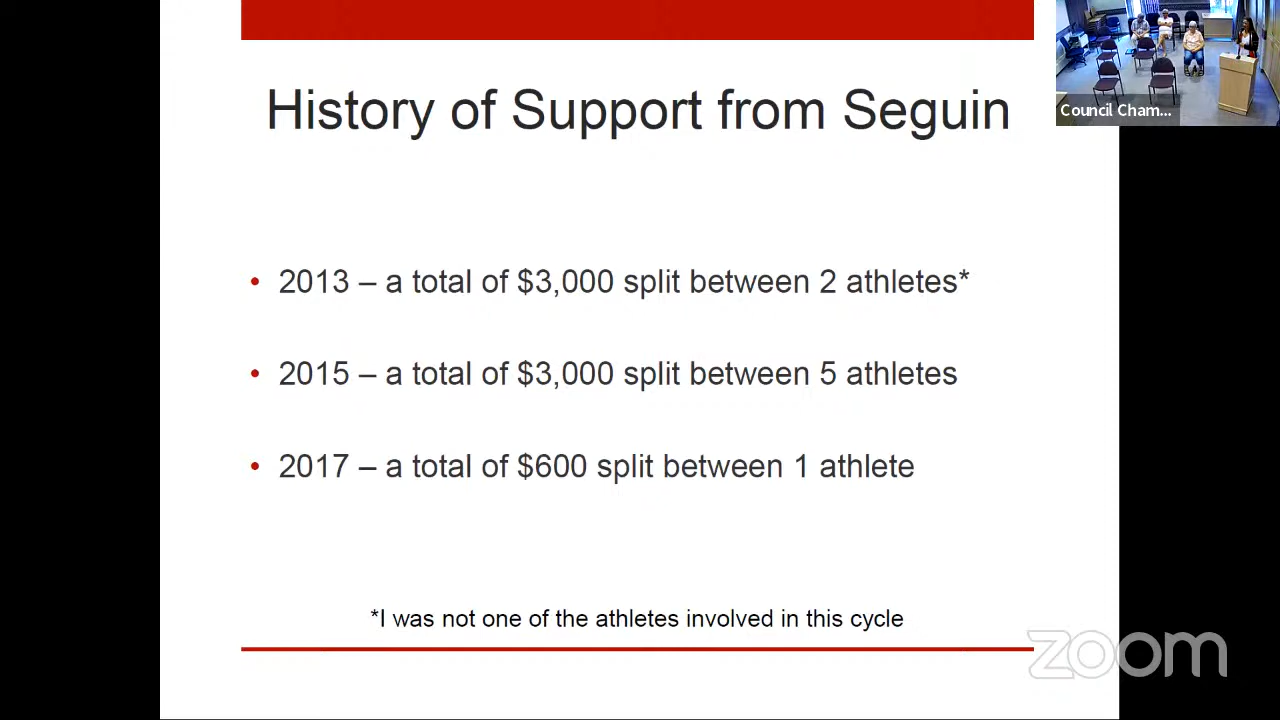 History of Support from Seguin
Council Cham...
• 2013 – a total of $3,000 split between 2 athletes*
• 2015 – a total of $3,000 split between 5 athletes
• 2017 – a total of $600 split between 1 athlete
*I was not one of the athletes involved in this cycle
zoom